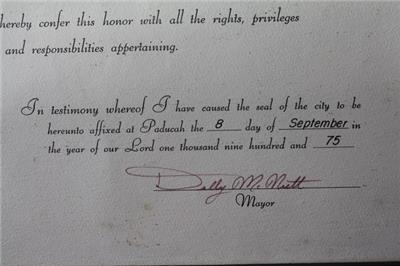 hereby confer this honor with all the rights, privileges
and responsibilities appertaining.
In testimony whereof I have caused the seal of the city to be
hereunto affixed at Paducah the 8 day of September in
the year of our Lord one thousand nine hundred and 75
Dolly McNutt
Mayor